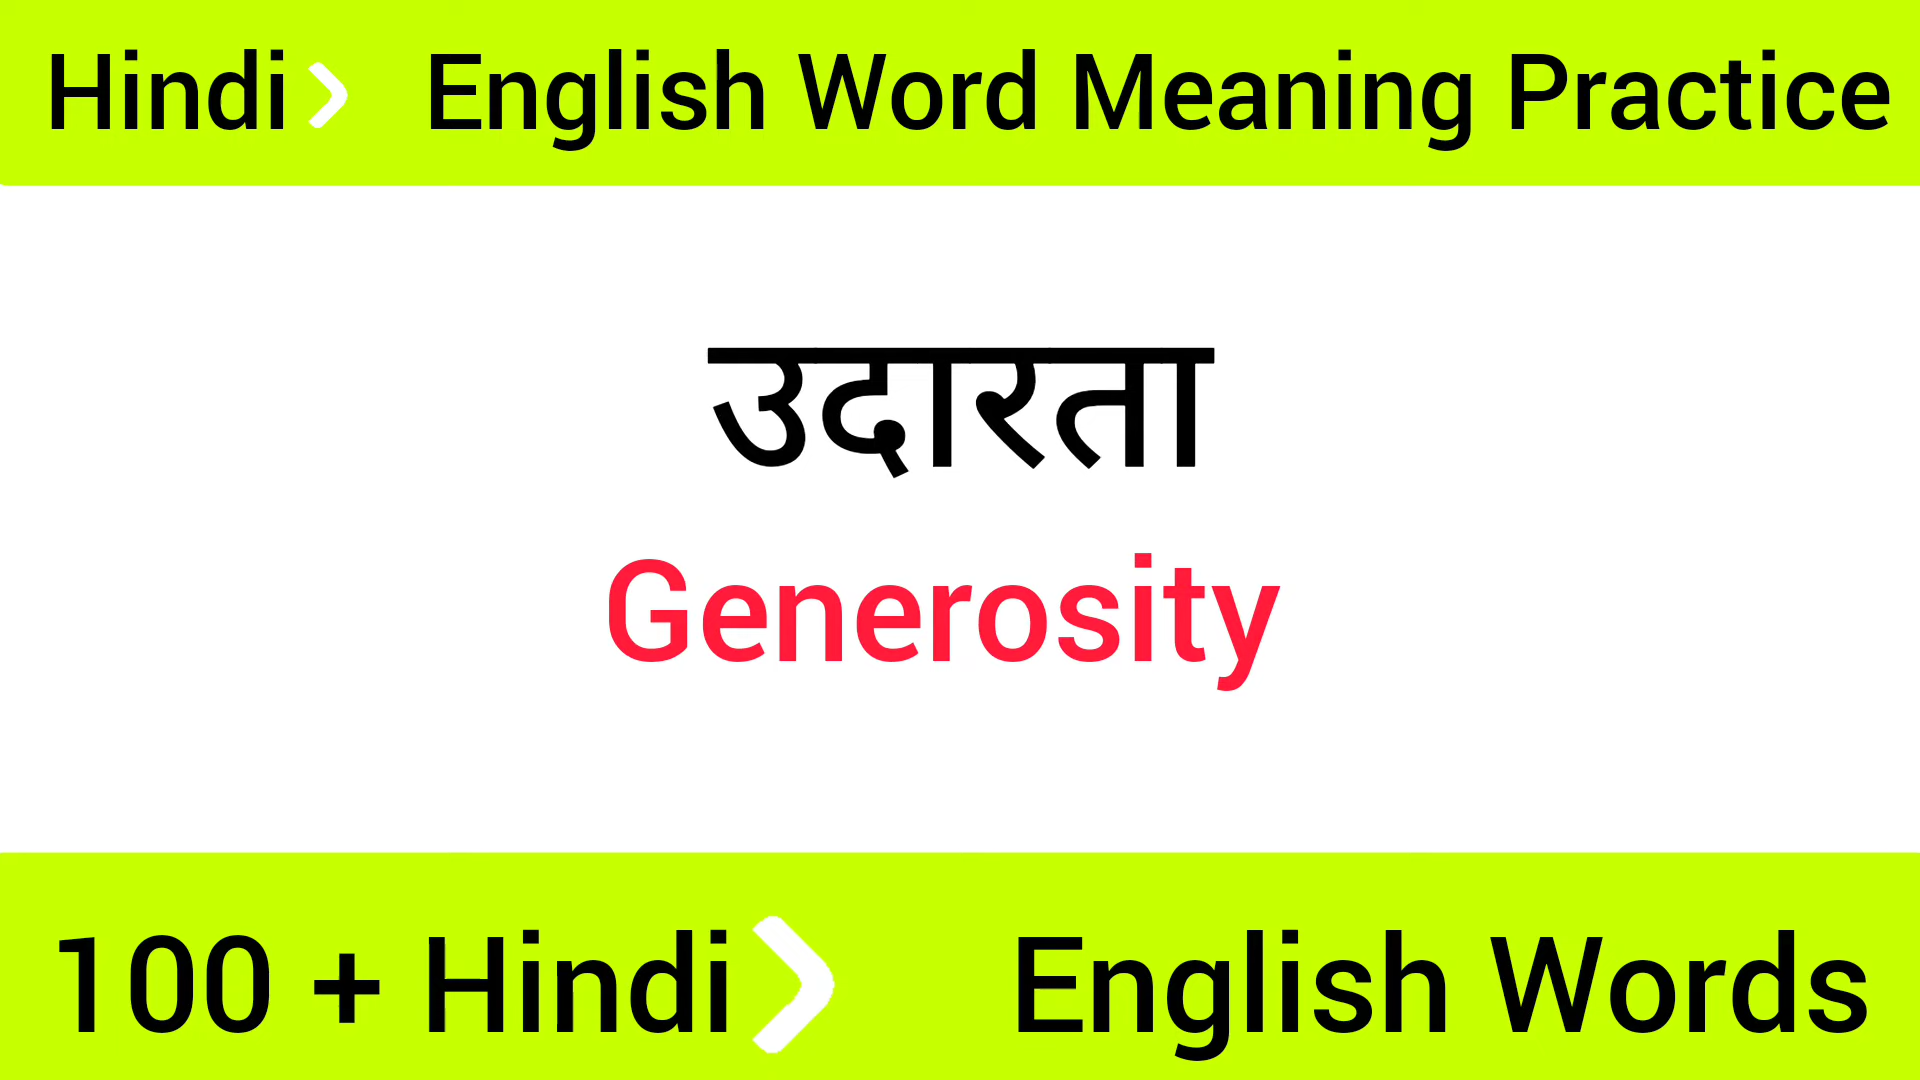 Hindi > English Word Meaning Practice
उदारता
Generosity
100 + Hindi > English Words